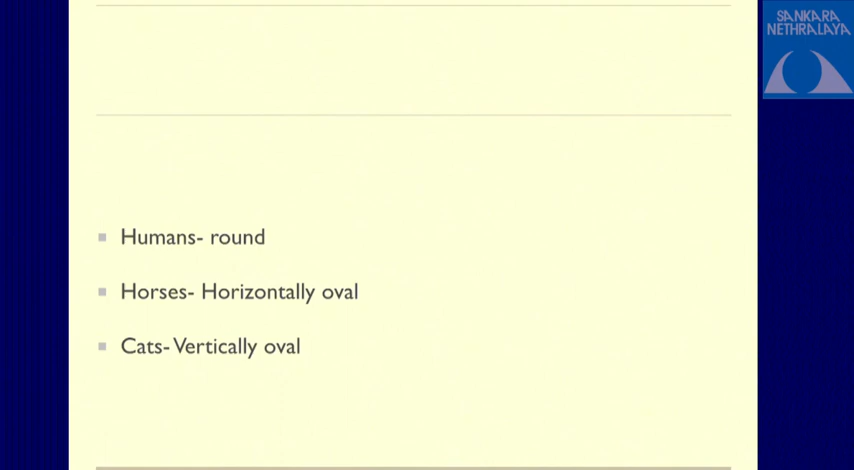 SANKARA
NETHRALAYA
Humans- round
Horses- Horizontally oval
Cats- Vertically oval